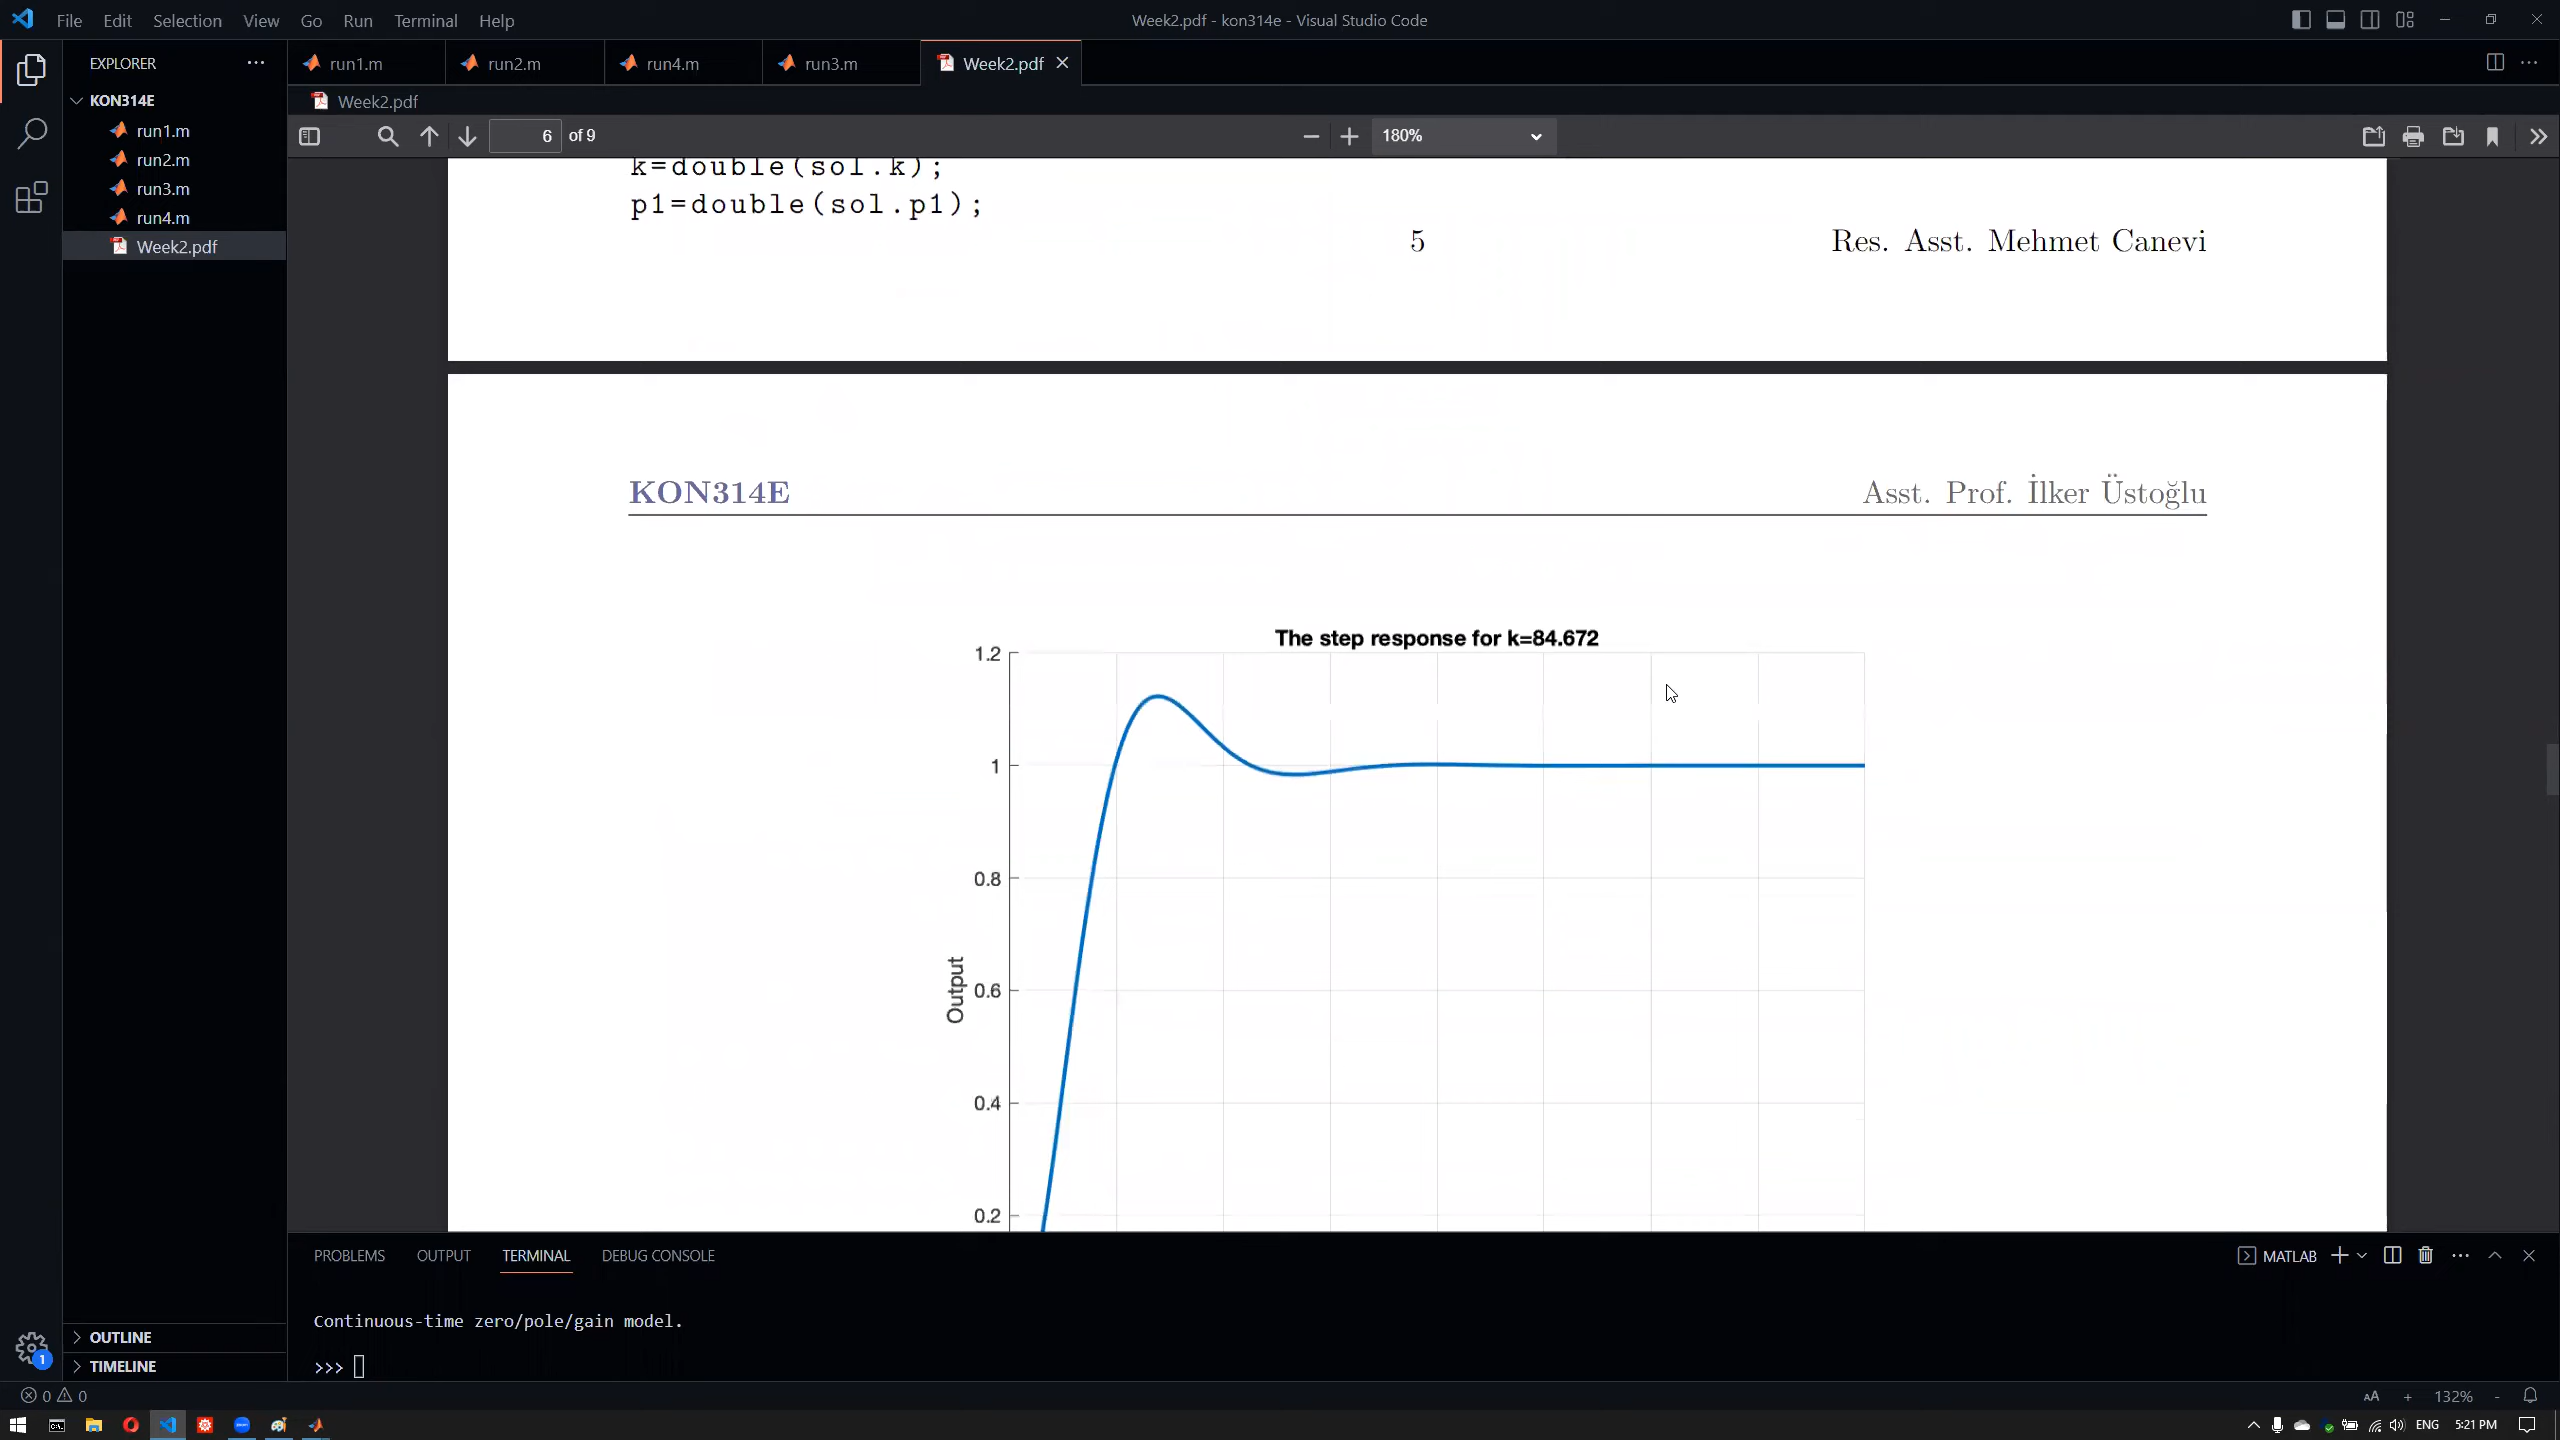 File Edit Selection View Go Run Terminal Help
Week2.pdf - kon314e - Visual Studio Code
EXPLORER
KON314E
run1.m
run2.m
run3.m
run4.m
Week2.pdf
OUTLINE
TIMELINE
run1.m run2.m run4.m run3.m Week2.pdf
Week2.pdf
6 of 9
180%
k=double(sol.k);
p1=double(sol.p1);
5
Res. Asst. Mehmet Canevi
KON314E
Asst. Prof. İlker Üstoğlu
The step response for k=84.672
1.2
1
0.8
0.6
0.4
0.2
Output
PROBLEMS OUTPUT TERMINAL DEBUG CONSOLE
MATLAB
Continuous-time zero/pole/gain model.
>>>
1
0 0
AA + 132% -
ENG 5:21 PM